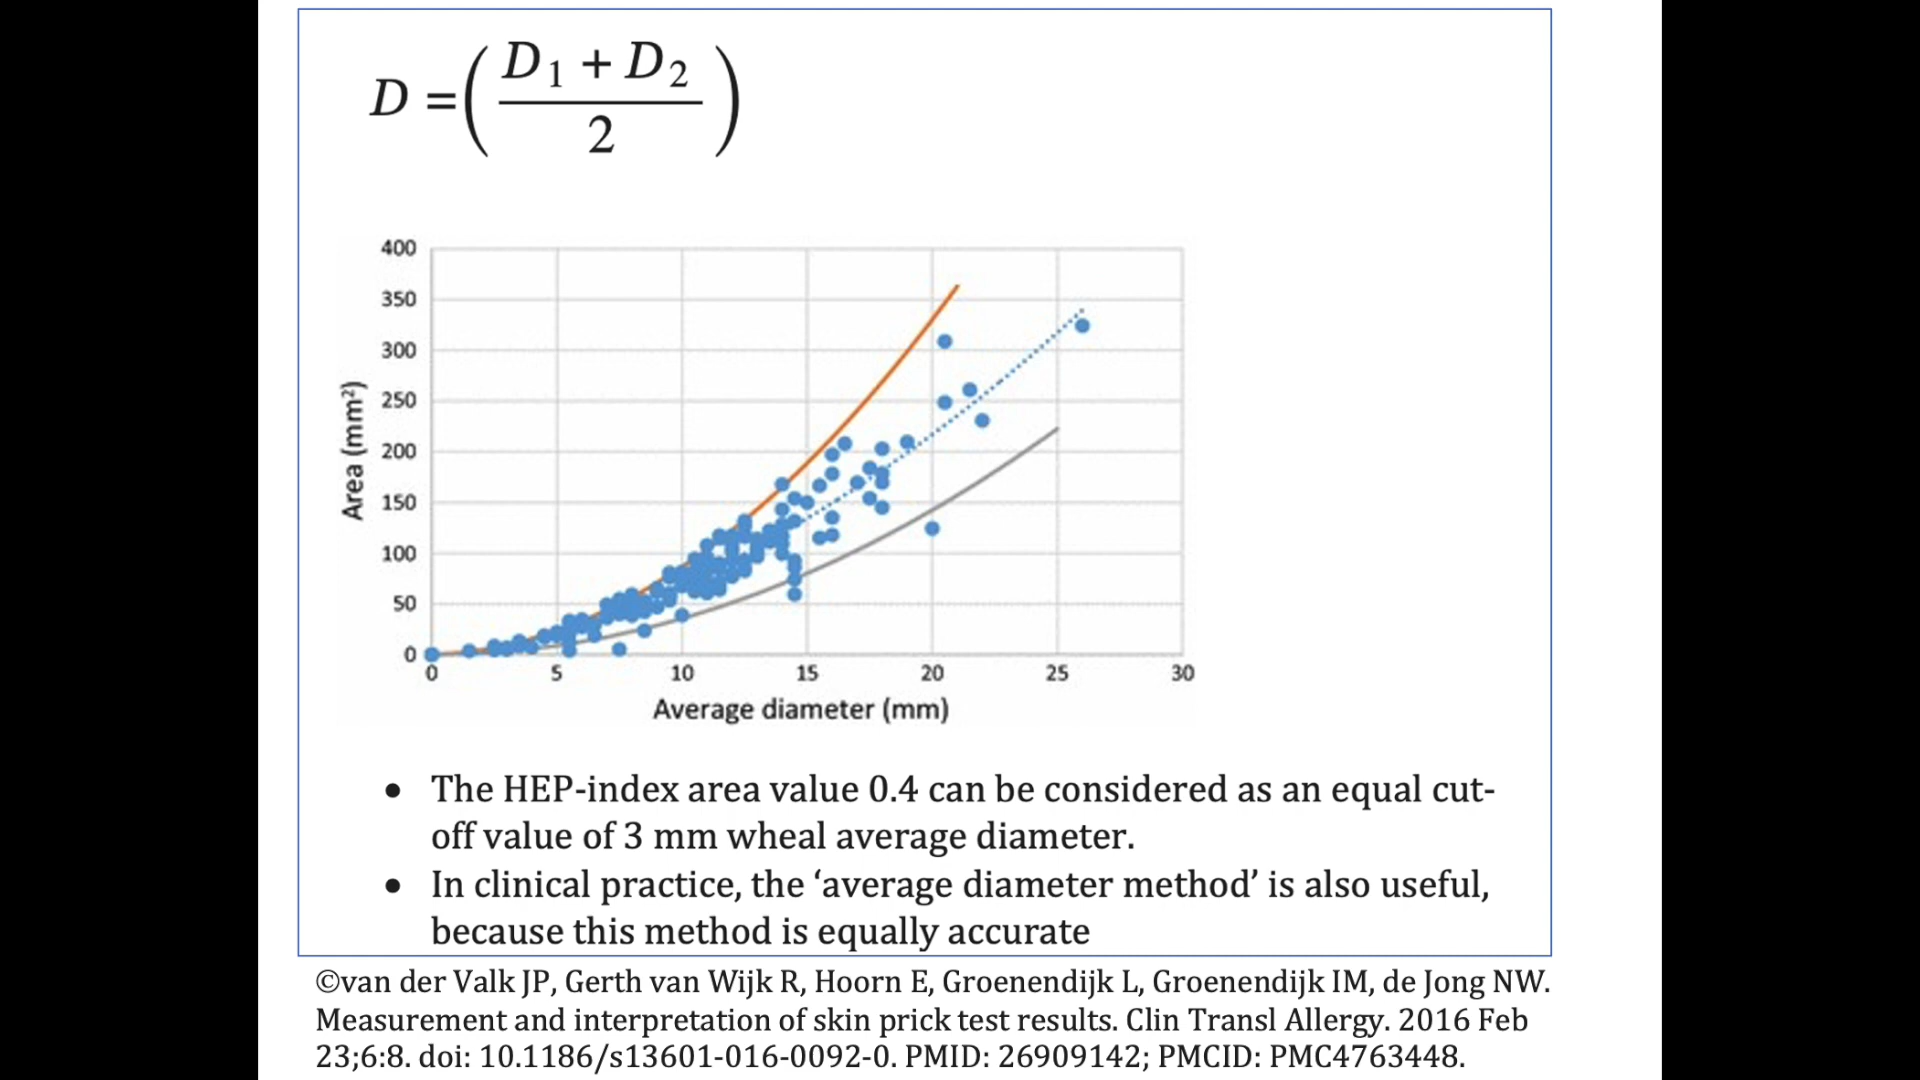 D = ( D1 + D2 / 2 )
400
350
300
250
200
150
100
50
0
Area (mm²)
0 5 10 15 20 25 30
Average diameter (mm)
• The HEP-index area value 0.4 can be considered as an equal cut-
off value of 3 mm wheal average diameter.
• In clinical practice, the ‘average diameter method’ is also useful,
because this method is equally accurate
©van der Valk JP, Gerth van Wijk R, Hoorn E, Groenendijk L, Groenendijk IM, de Jong NW.
Measurement and interpretation of skin prick test results. Clin Transl Allergy. 2016 Feb
23;6:8. doi: 10.1186/s13601-016-0092-0. PMID: 26909142; PMCID: PMC4763448.